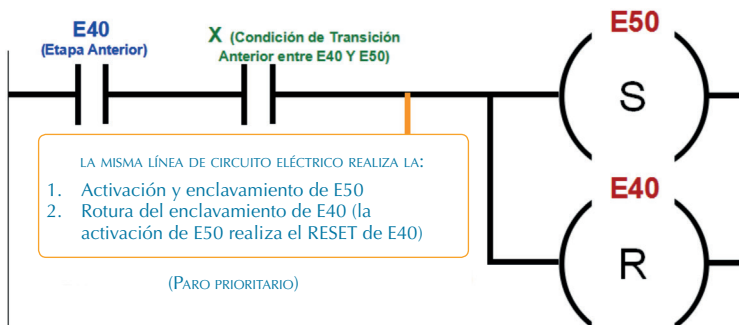 E40
(Etapa Anterior)
X (Condición de Transición
Anterior entre E40 Y E50)
E50
S
LA MISMA LÍNEA DE CIRCUITO ELÉCTRICO REALIZA LA:
1. Activación y enclavamiento de E50
2. Rotura del enclavamiento de E40 (la
activación de E50 realiza el RESET de E40)
E40
R
(PARO PRIORITARIO)